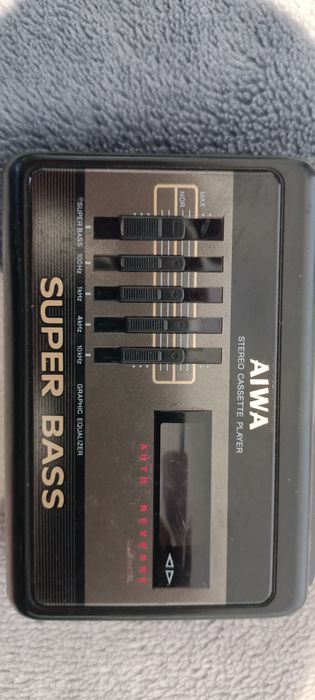 AIWA
STEREO CASSETTE PLAYER
MAX
NOR
SUPER BASS
100Hz
1kHz
4kHz
10kHz
GRAPHIC EQUALIZER
AUTO REVERSE
SUPER BASS